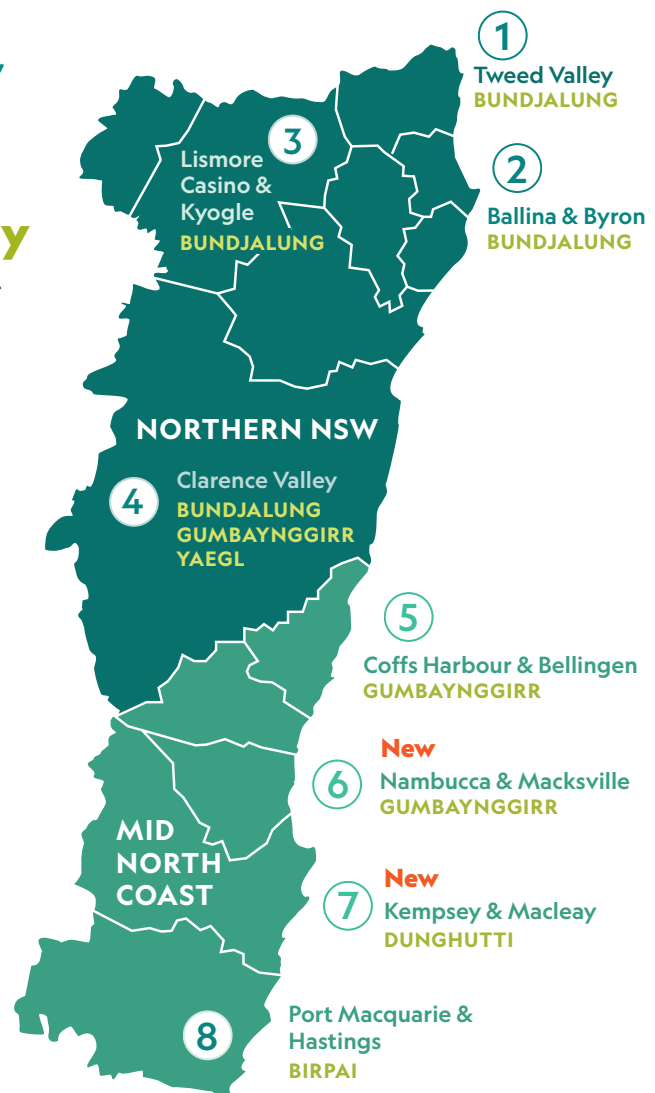 1
Tweed Valley
BUNDJALUNG
2
Ballina & Byron
BUNDJALUNG
3
Lismore
Casino &
Kyogle
BUNDJALUNG
y
NORTHERN NSW
4
Clarence Valley
BUNDJALUNG
GUMBAYNGGIRR
YAEGL
5
Coffs Harbour & Bellingen
GUMBAYNGGIRR
New
6
Nambucca & Macksville
GUMBAYNGGIRR
MID
NORTH
COAST
New
7
Kempsey & Macleay
DUNGHUTTI
8
Port Macquarie &
Hastings
BIRPAI